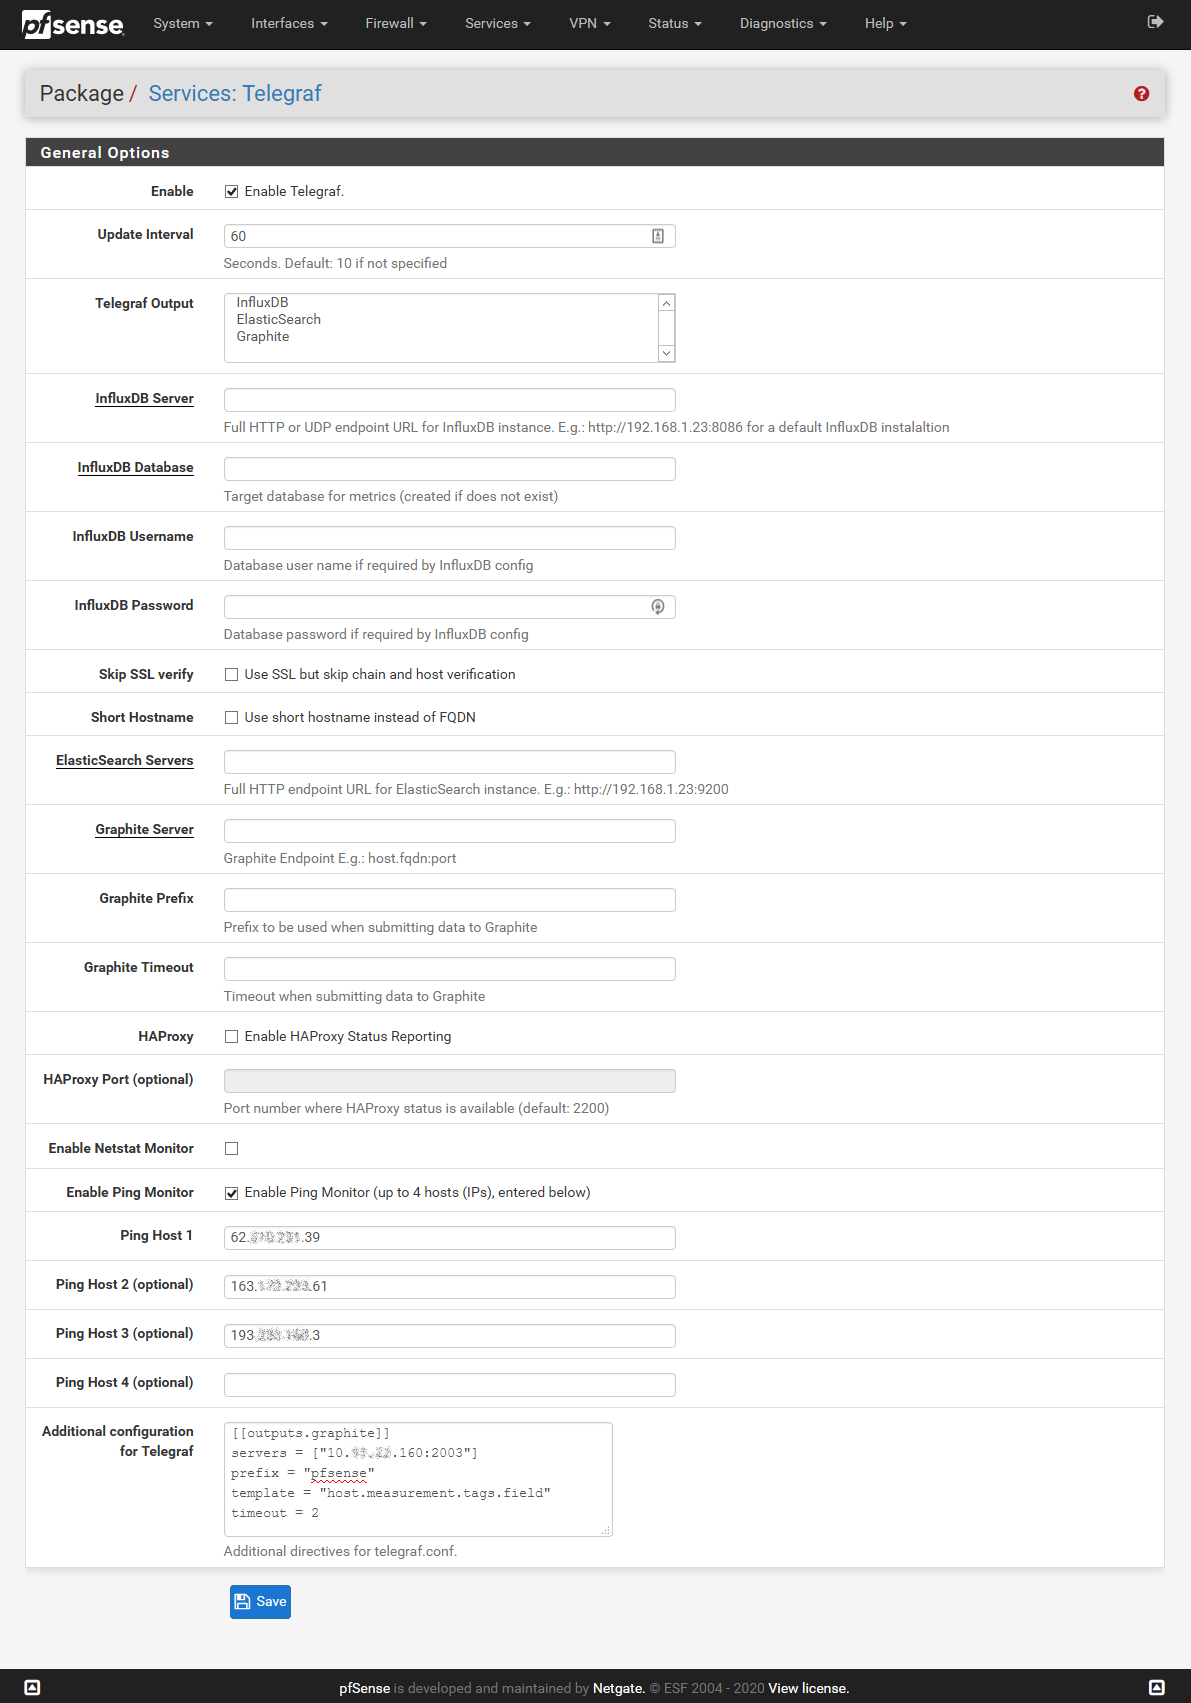 pfsense System Interfaces Firewall Services VPN Status Diagnostics Help
Package / Services: Telegraf
General Options
Enable Enable Telegraf.
Update Interval 60
Seconds. Default: 10 if not specified
Telegraf Output InfluxDB
ElasticSearch
Graphite
InfluxDB Server
Full HTTP or UDP endpoint URL for InfluxDB instance. E.g.: http://192.168.1.23:8086 for a default InfluxDB instalaltion
InfluxDB Database
Target database for metrics (created if does not exist)
InfluxDB Username
Database user name if required by InfluxDB config
InfluxDB Password
Database password if required by InfluxDB config
Skip SSL verify Use SSL but skip chain and host verification
Short Hostname Use short hostname instead of FQDN
ElasticSearch Servers
Full HTTP endpoint URL for ElasticSearch instance. E.g.: http://192.168.1.23:9200
Graphite Server
Graphite Endpoint E.g.: host.fqdn:port
Graphite Prefix
Prefix to be used when submitting data to Graphite
Graphite Timeout
Timeout when submitting data to Graphite
HAProxy Enable HAProxy Status Reporting
HAProxy Port (optional)
Port number where HAProxy status is available (default: 2200)
Enable Netstat Monitor
Enable Ping Monitor Enable Ping Monitor (up to 4 hosts (IPs), entered below)
Ping Host 1 62. .39
Ping Host 2 (optional) 163. .61
Ping Host 3 (optional) 193. .3
Ping Host 4 (optional)
Additional configuration
for Telegraf
[[outputs.graphite]]
servers = ["10. .160:2003"]
prefix = "pfsense"
template = "host.measurement.tags.field"
timeout = 2
Additional directives for telegraf.conf.
Save
pfSense is developed and maintained by Netgate. © ESF 2004 - 2020 View license.